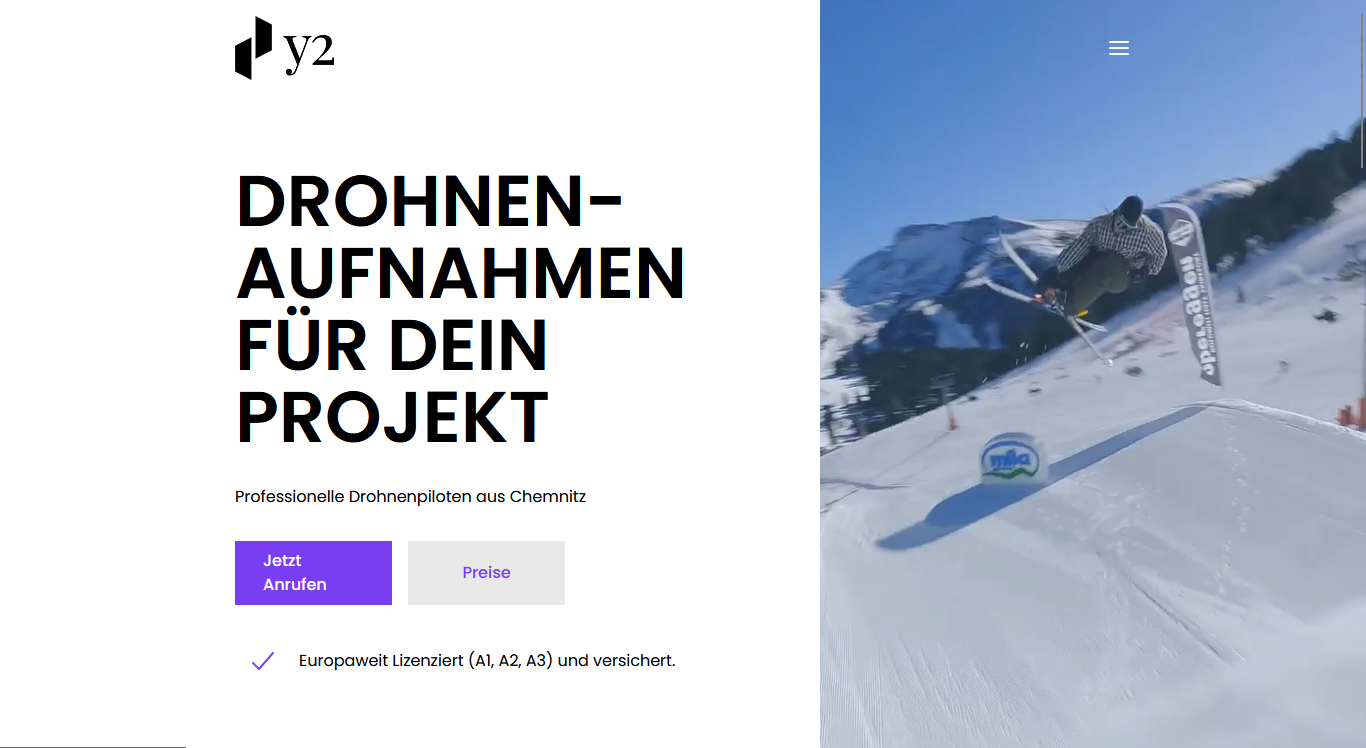 y2
DROHNEN-
AUFNAHMEN
FÜR DEIN
PROJEKT
Professionelle Drohnenpiloten aus Chemnitz
Jetzt
Anrufen
Preise
Europaweit Lizenziert (A1, A2, A3) und versichert.
mila